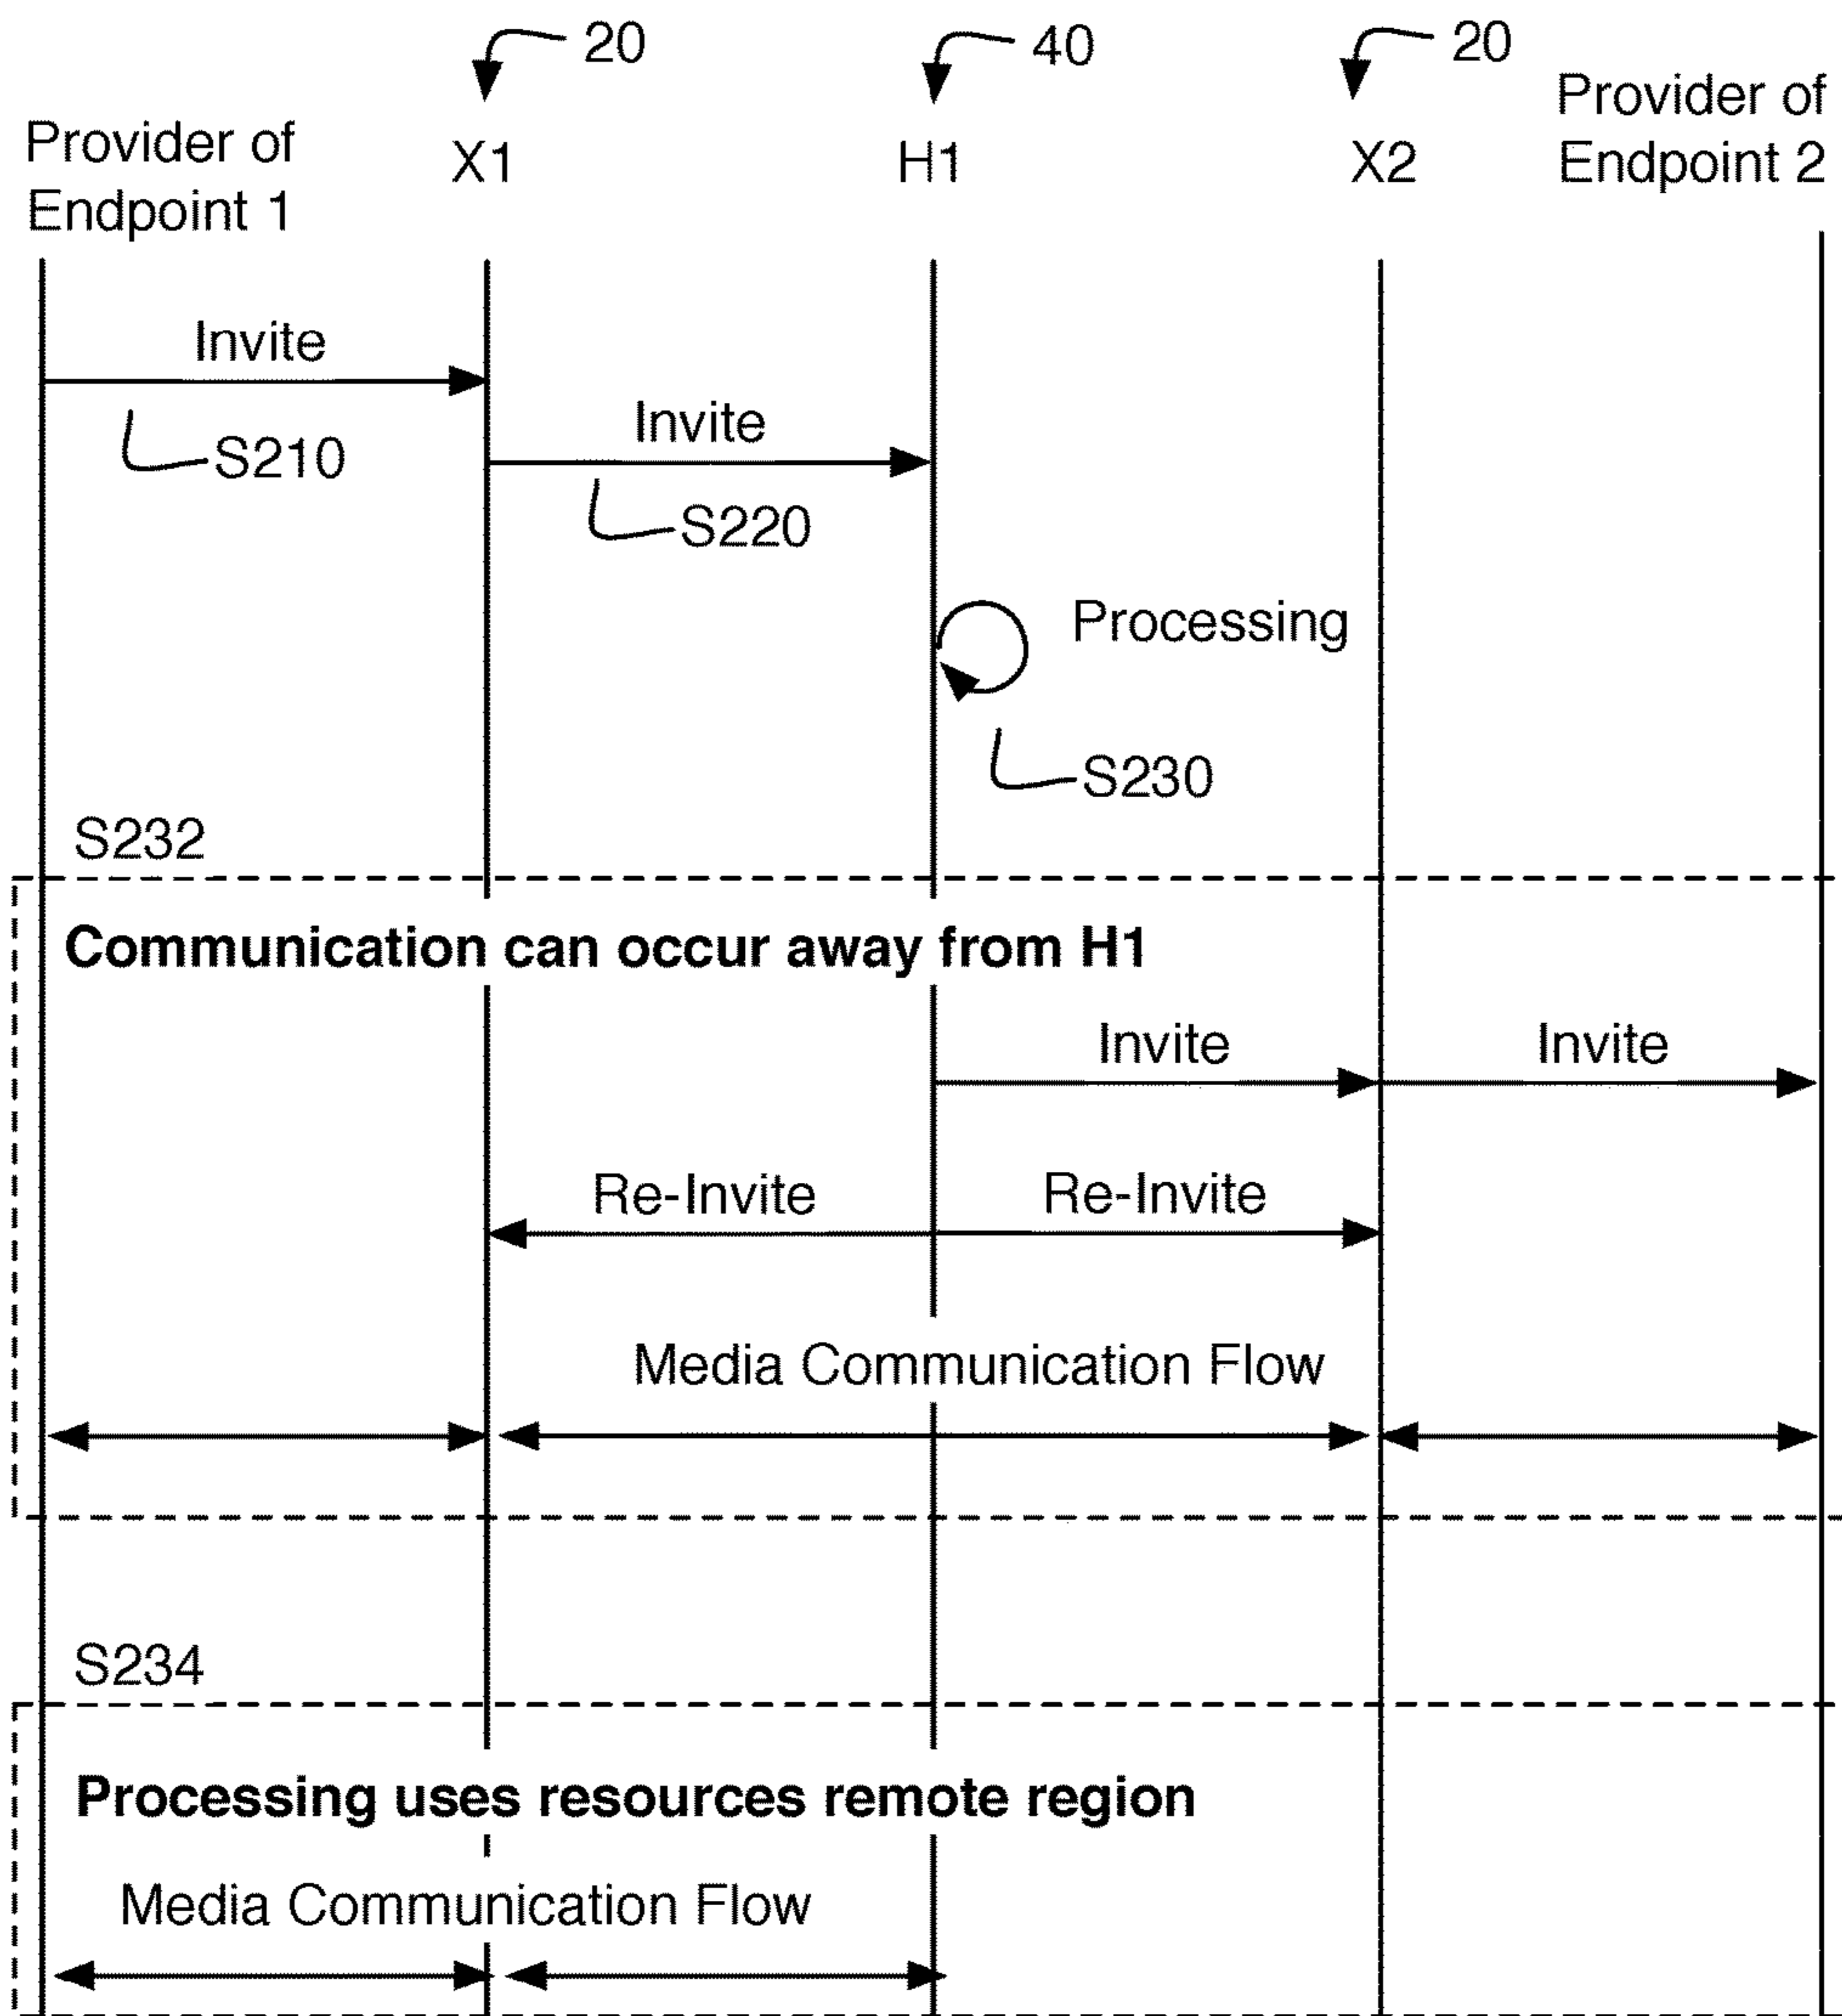 20
40
20
Provider of
Endpoint 1
X1
H1
X2
Provider of
Endpoint 2
Invite
S210
Invite
S220
Processing
S230
S232
Communication can occur away from H1
Invite
Invite
Re-Invite
Re-Invite
Media Communication Flow
S234
Processing uses resources remote region
Media Communication Flow